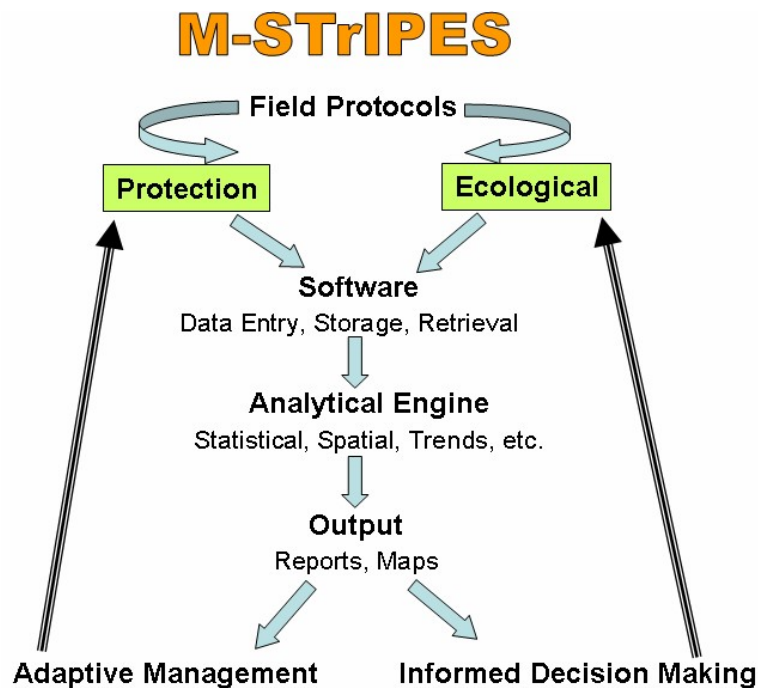 M-STrIPES
Field Protocols
Protection
Ecological
Software
Data Entry, Storage, Retrieval
Analytical Engine
Statistical, Spatial, Trends, etc.
Output
Reports, Maps
Adaptive Management
Informed Decision Making